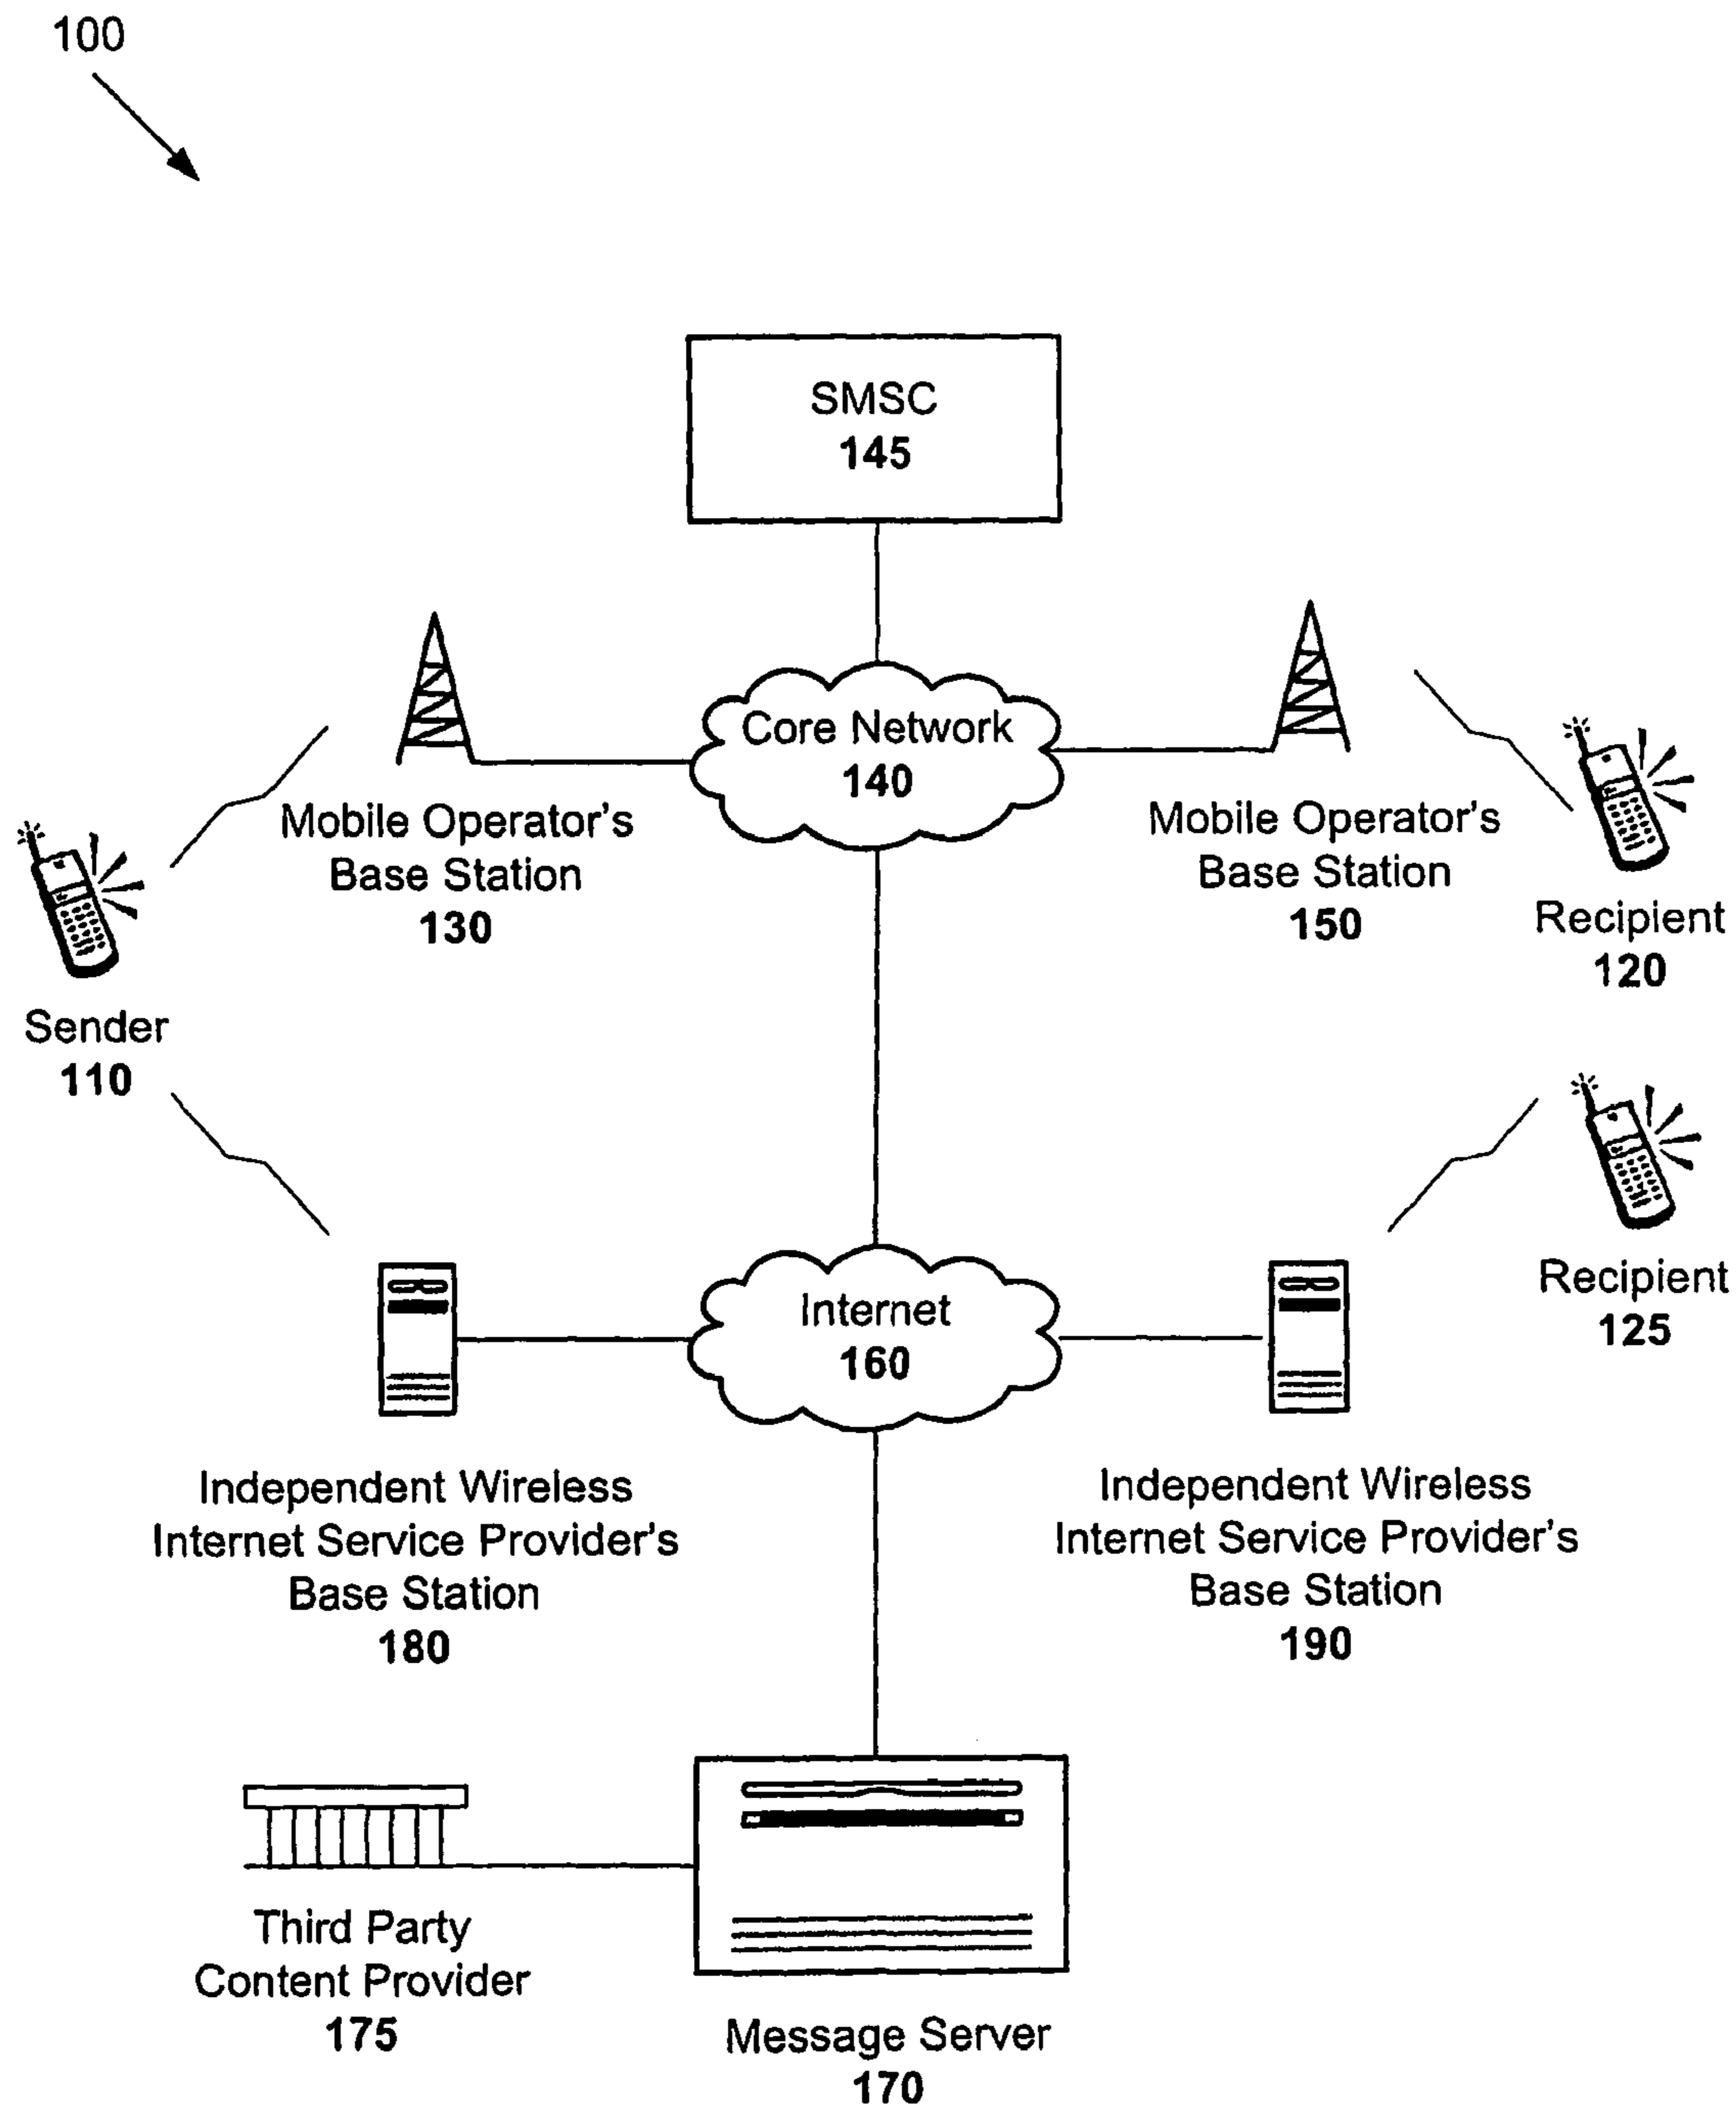 100
SMSC
145
Core Network
140
Mobile Operator's
Base Station
130
Mobile Operator's
Base Station
150
Recipient
120
Sender
110
Recipient
125
Internet
160
Independent Wireless
Internet Service Provider's
Base Station
180
Independent Wireless
Internet Service Provider's
Base Station
190
Third Party
Content Provider
175
Message Server
170